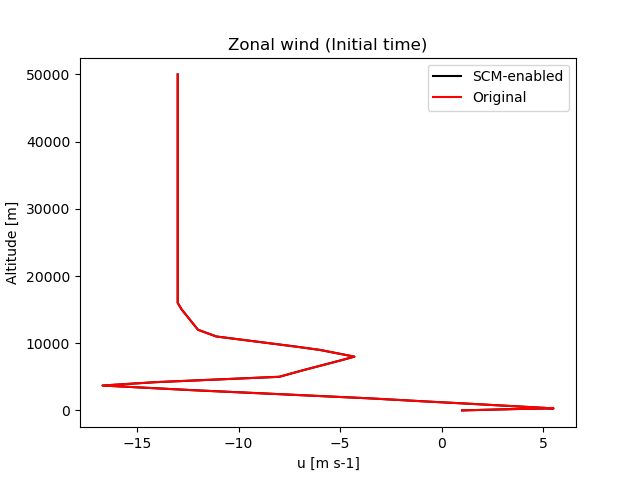 Zonal wind (Initial time)
SCM-enabled
Original
50000
40000
30000
20000
10000
0
Altitude [m]
−15
−10
−5
0
5
u [m s-1]